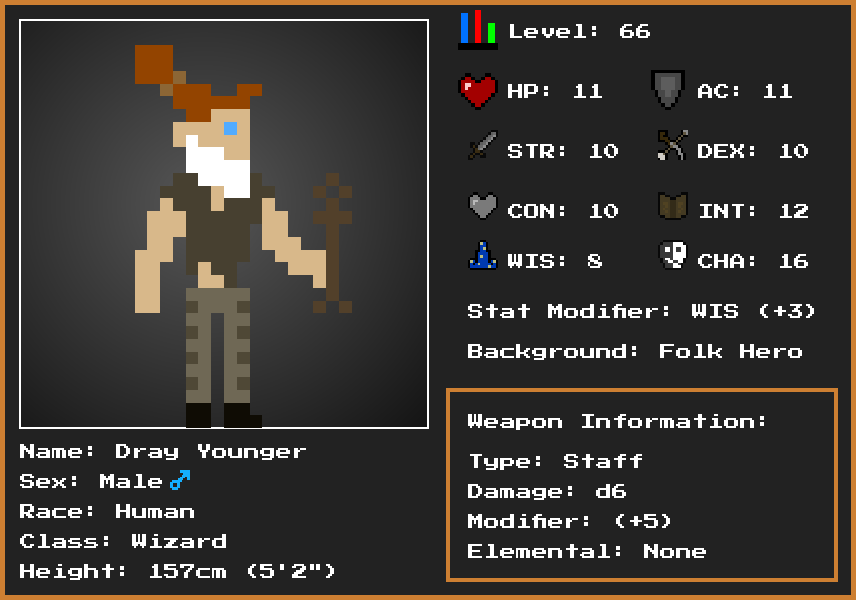 Level: 66
HP: 11 AC: 11
STR: 10 DEX: 10
CON: 10 INT: 12
WIS: 8 CHA: 16
Stat Modifier: WIS (+3)
Background: Folk Hero
Weapon Information:
Type: Staff
Damage: d6
Modifier: (+5)
Elemental: None
Name: Dray Younger
Sex: Male♂
Race: Human
Class: Wizard
Height: 157cm (5'2")